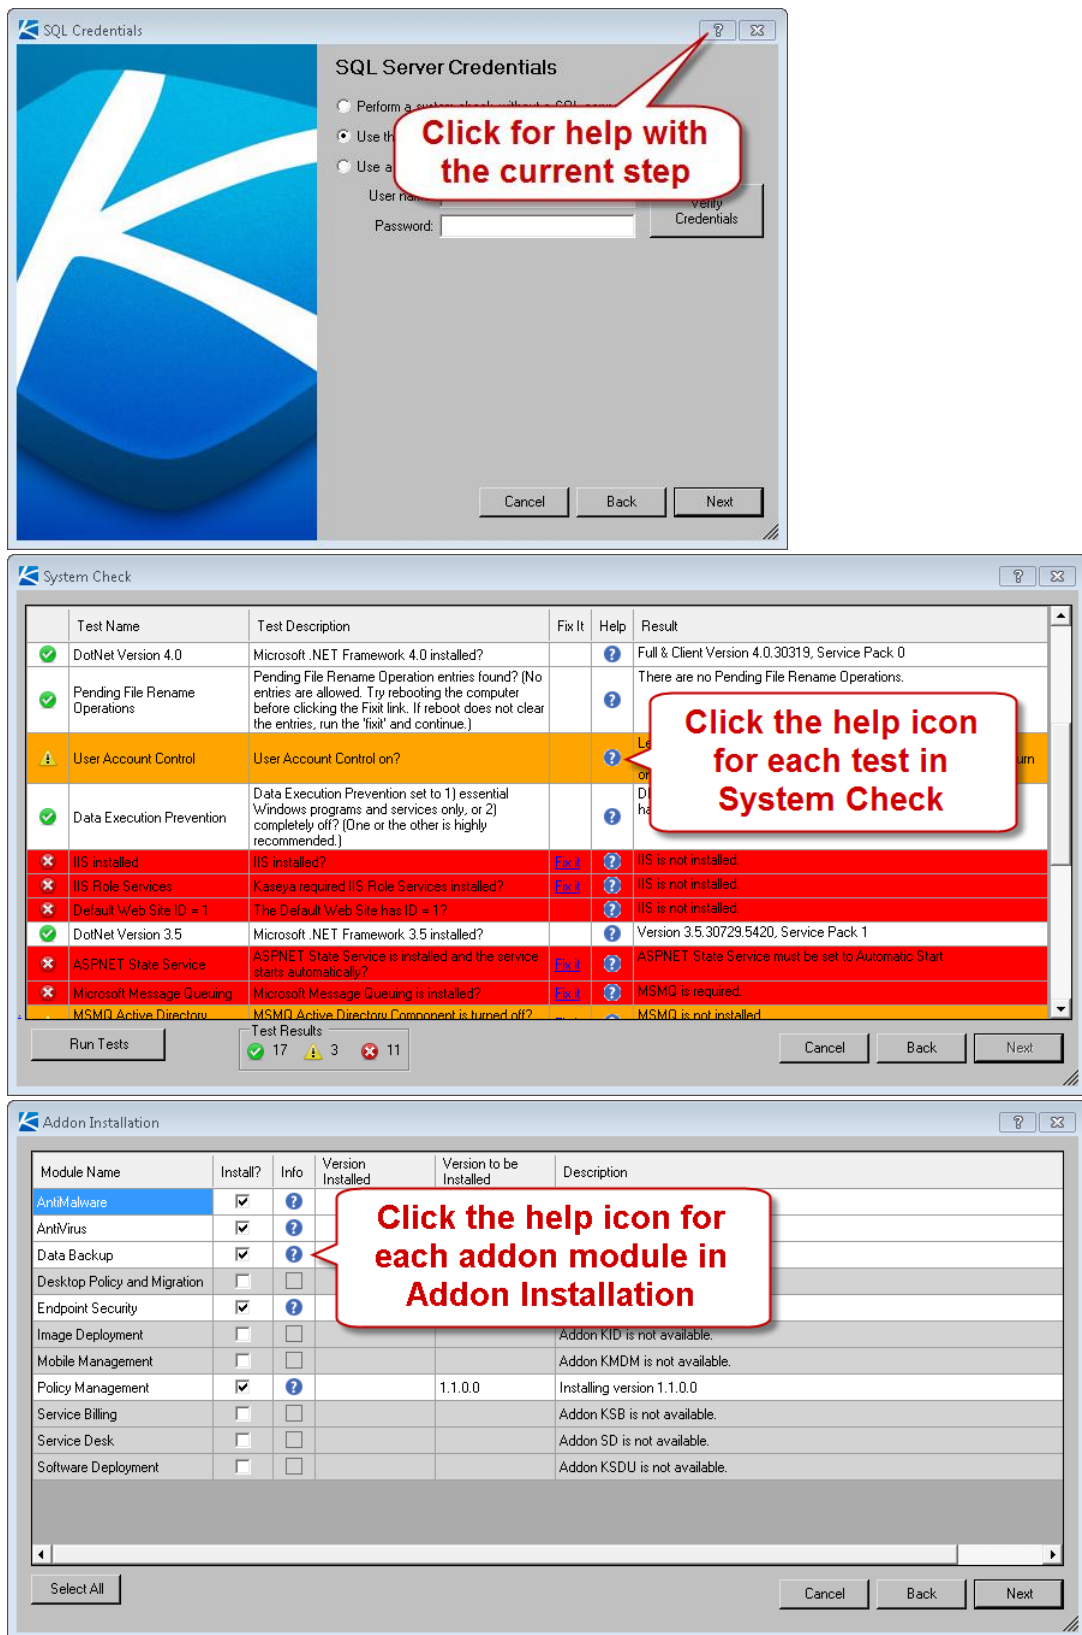 SQL Credentials
SQL Server Credentials
Perform a system check without a SQL
Use th
Use a
Click for help with
the current step
User name:
Verify
Credentials
Password:
Cancel
Back
Next
System Check
Test Name
Test Description
Fix It
Help
Result
DotNet Version 4.0
Microsoft .NET Framework 4.0 installed?
Full & Client Version 4.0.30319, Service Pack 0
Pending File Rename
Operations
Pending File Rename Operation entries found? (No
entries are allowed. Try rebooting the computer
before clicking the Fixit link. If reboot does not clear
the entries, run the 'fixit' and continue.)
There are no Pending File Rename Operations.
User Account Control
User Account Control on?
Le
urn
or
Click the help icon
for each test in
System Check
Data Execution Prevention
Data Execution Prevention set to 1) essential
Windows programs and services only, or 2)
completely off? (One or the other is highly
recommended.)
ha
IIS installed
IIS installed?
Fix it
IIS is not installed.
IIS Role Services
Kaseya required IIS Role Services installed?
Fix it
IIS is not installed.
Default Web Site ID = 1
The Default Web Site has ID = 1?
IIS is not installed.
DotNet Version 3.5
Microsoft .NET Framework 3.5 installed?
Version 3.5.30729.5420, Service Pack 1
ASPNET State Service
ASPNET State Service is installed and the service
starts automatically?
Fix it
ASPNET State Service must be set to Automatic Start
Microsoft Message Queuing
Microsoft Message Queuing is installed?
Fix it
MSMQ is required.
MSMQ Active Directory
MSMQ Active Directory Component is turned off?
MSMQ is not installed
Run Tests
Test Results
17
3
11
Cancel
Back
Next
Addon Installation
Module Name
Install?
Info
Version
Installed
Version to be
Installed
Description
AntiMalware
AntiVirus
Data Backup
Desktop Policy and Migration
Endpoint Security
Click the help icon for
each addon module in
Addon Installation
Image Deployment
Addon KID is not available.
Mobile Management
Addon KMDM is not available.
Policy Management
1.1.0.0
Installing version 1.1.0.0
Service Billing
Addon KSB is not available.
Service Desk
Addon SD is not available.
Software Deployment
Addon KSDU is not available.
Select All
Cancel
Back
Next